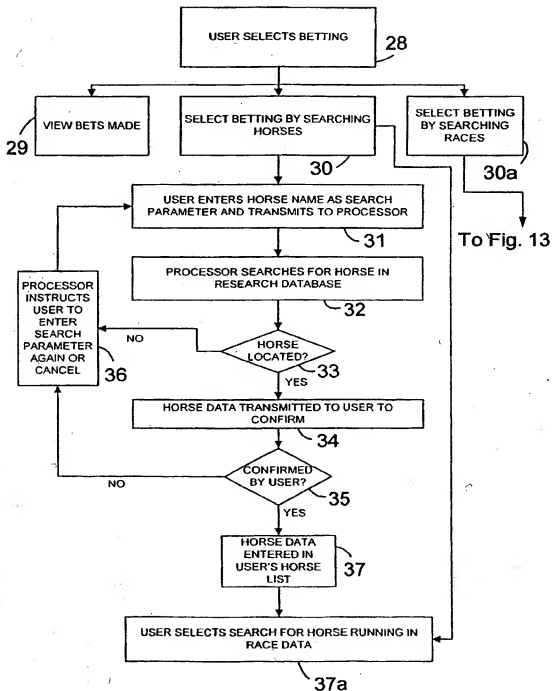 USER SELECTS BETTING
28
VIEW BETS MADE
29
SELECT BETTING BY SEARCHING
HORSES
30
SELECT BETTING
BY SEARCHING
RACES
30a
To Fig. 13
USER ENTERS HORSE NAME AS SEARCH
PARAMETER AND TRANSMITS TO PROCESSOR
31
PROCESSOR SEARCHES FOR HORSE IN
RESEARCH DATABASE
32
PROCESSOR
INSTRUCTS
USER TO
ENTER
SEARCH
PARAMETER
AGAIN OR
CANCEL
36
NO
HORSE
LOCATED?
33
YES
HORSE DATA TRANSMITTED TO USER TO
CONFIRM
34
CONFIRMED
BY USER?
35
NO
YES
HORSE DATA
ENTERED IN
USER'S HORSE
LIST
37
USER SELECTS SEARCH FOR HORSE RUNNING IN
RACE DATA
37a